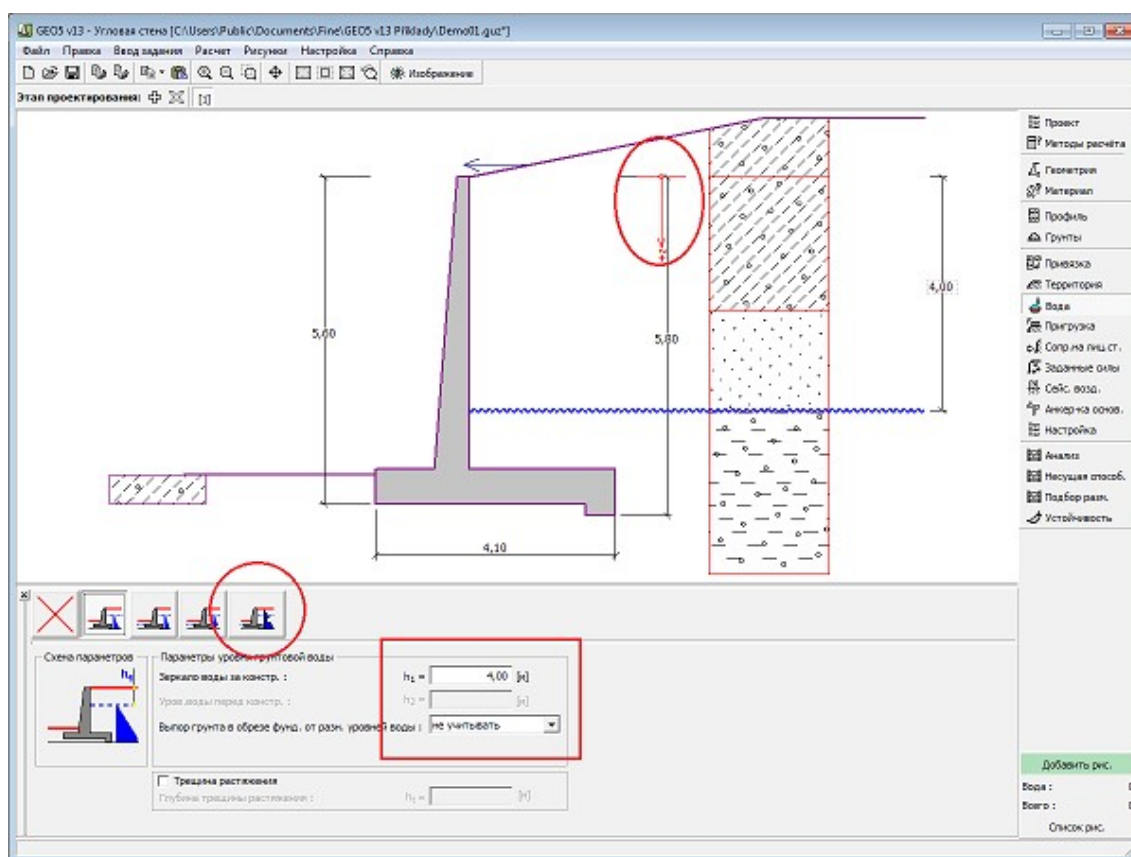 GEO5 v13 - Угловая стена [C:\Users\Public\Documents\Fine\GEO5 v13 Příklady\Demo01.guz*]
Файл Правка Ввод задания Расчет Рисунки Настройка Справка
Изображение
Этап проектирования: [1]
Проект
Методы расчёта
Геометрия
Материал
Профиль
Грунты
Привязка
Территория
Вода
Пригрузка
Сопр.на лиц.ст.
Заданные силы
Сейс. возд.
Анкер-ка основ.
Настройка
Анализ
Несущая способ.
Подбор разм.
Устойчивость
5,60
5,80
4,00
+z
4,10
Схема параметров
h1
Параметры уровня грунтовой воды
Зеркало воды за констр. : h1 = 4,00 [м]
Уров.воды перед констр. : h2 = [м]
Выпор грунта в обрезе фунд. от разн. уровней воды : не учитывать
Трещина растяжения
Глубина трещины растяжения : ht = [м]
Добавить рис.
Вода : 0
Всего : 0
Список рис.